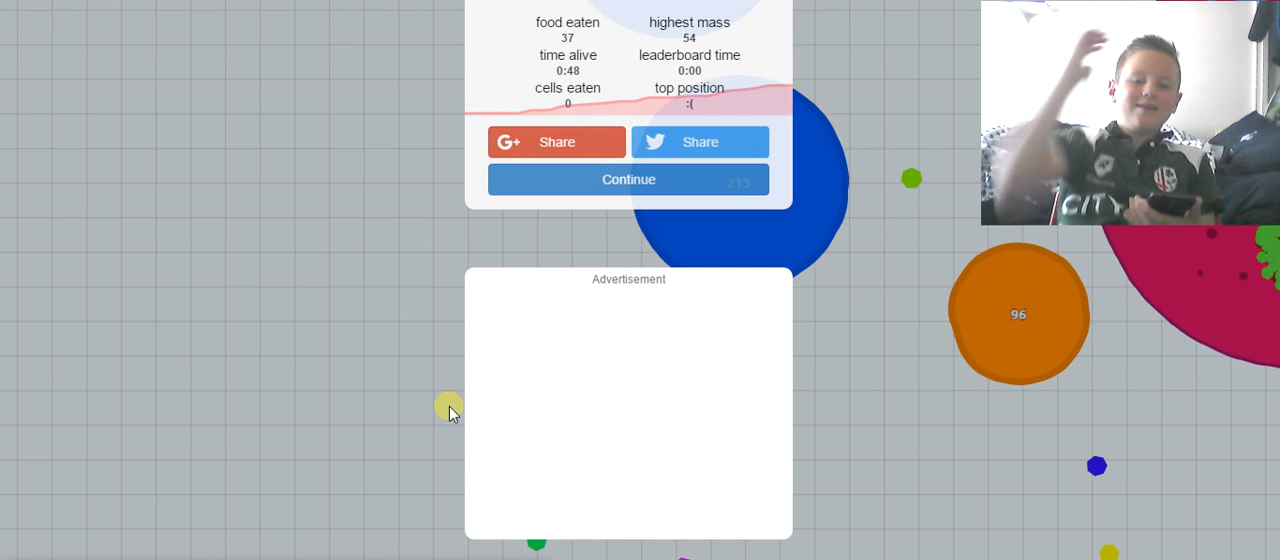 food eaten highest mass
37 54
time alive leaderboard time
0:48 0:00
cells eaten top position
0 :(
G+ Share Share
Continue 213
Advertisement
96
CITY